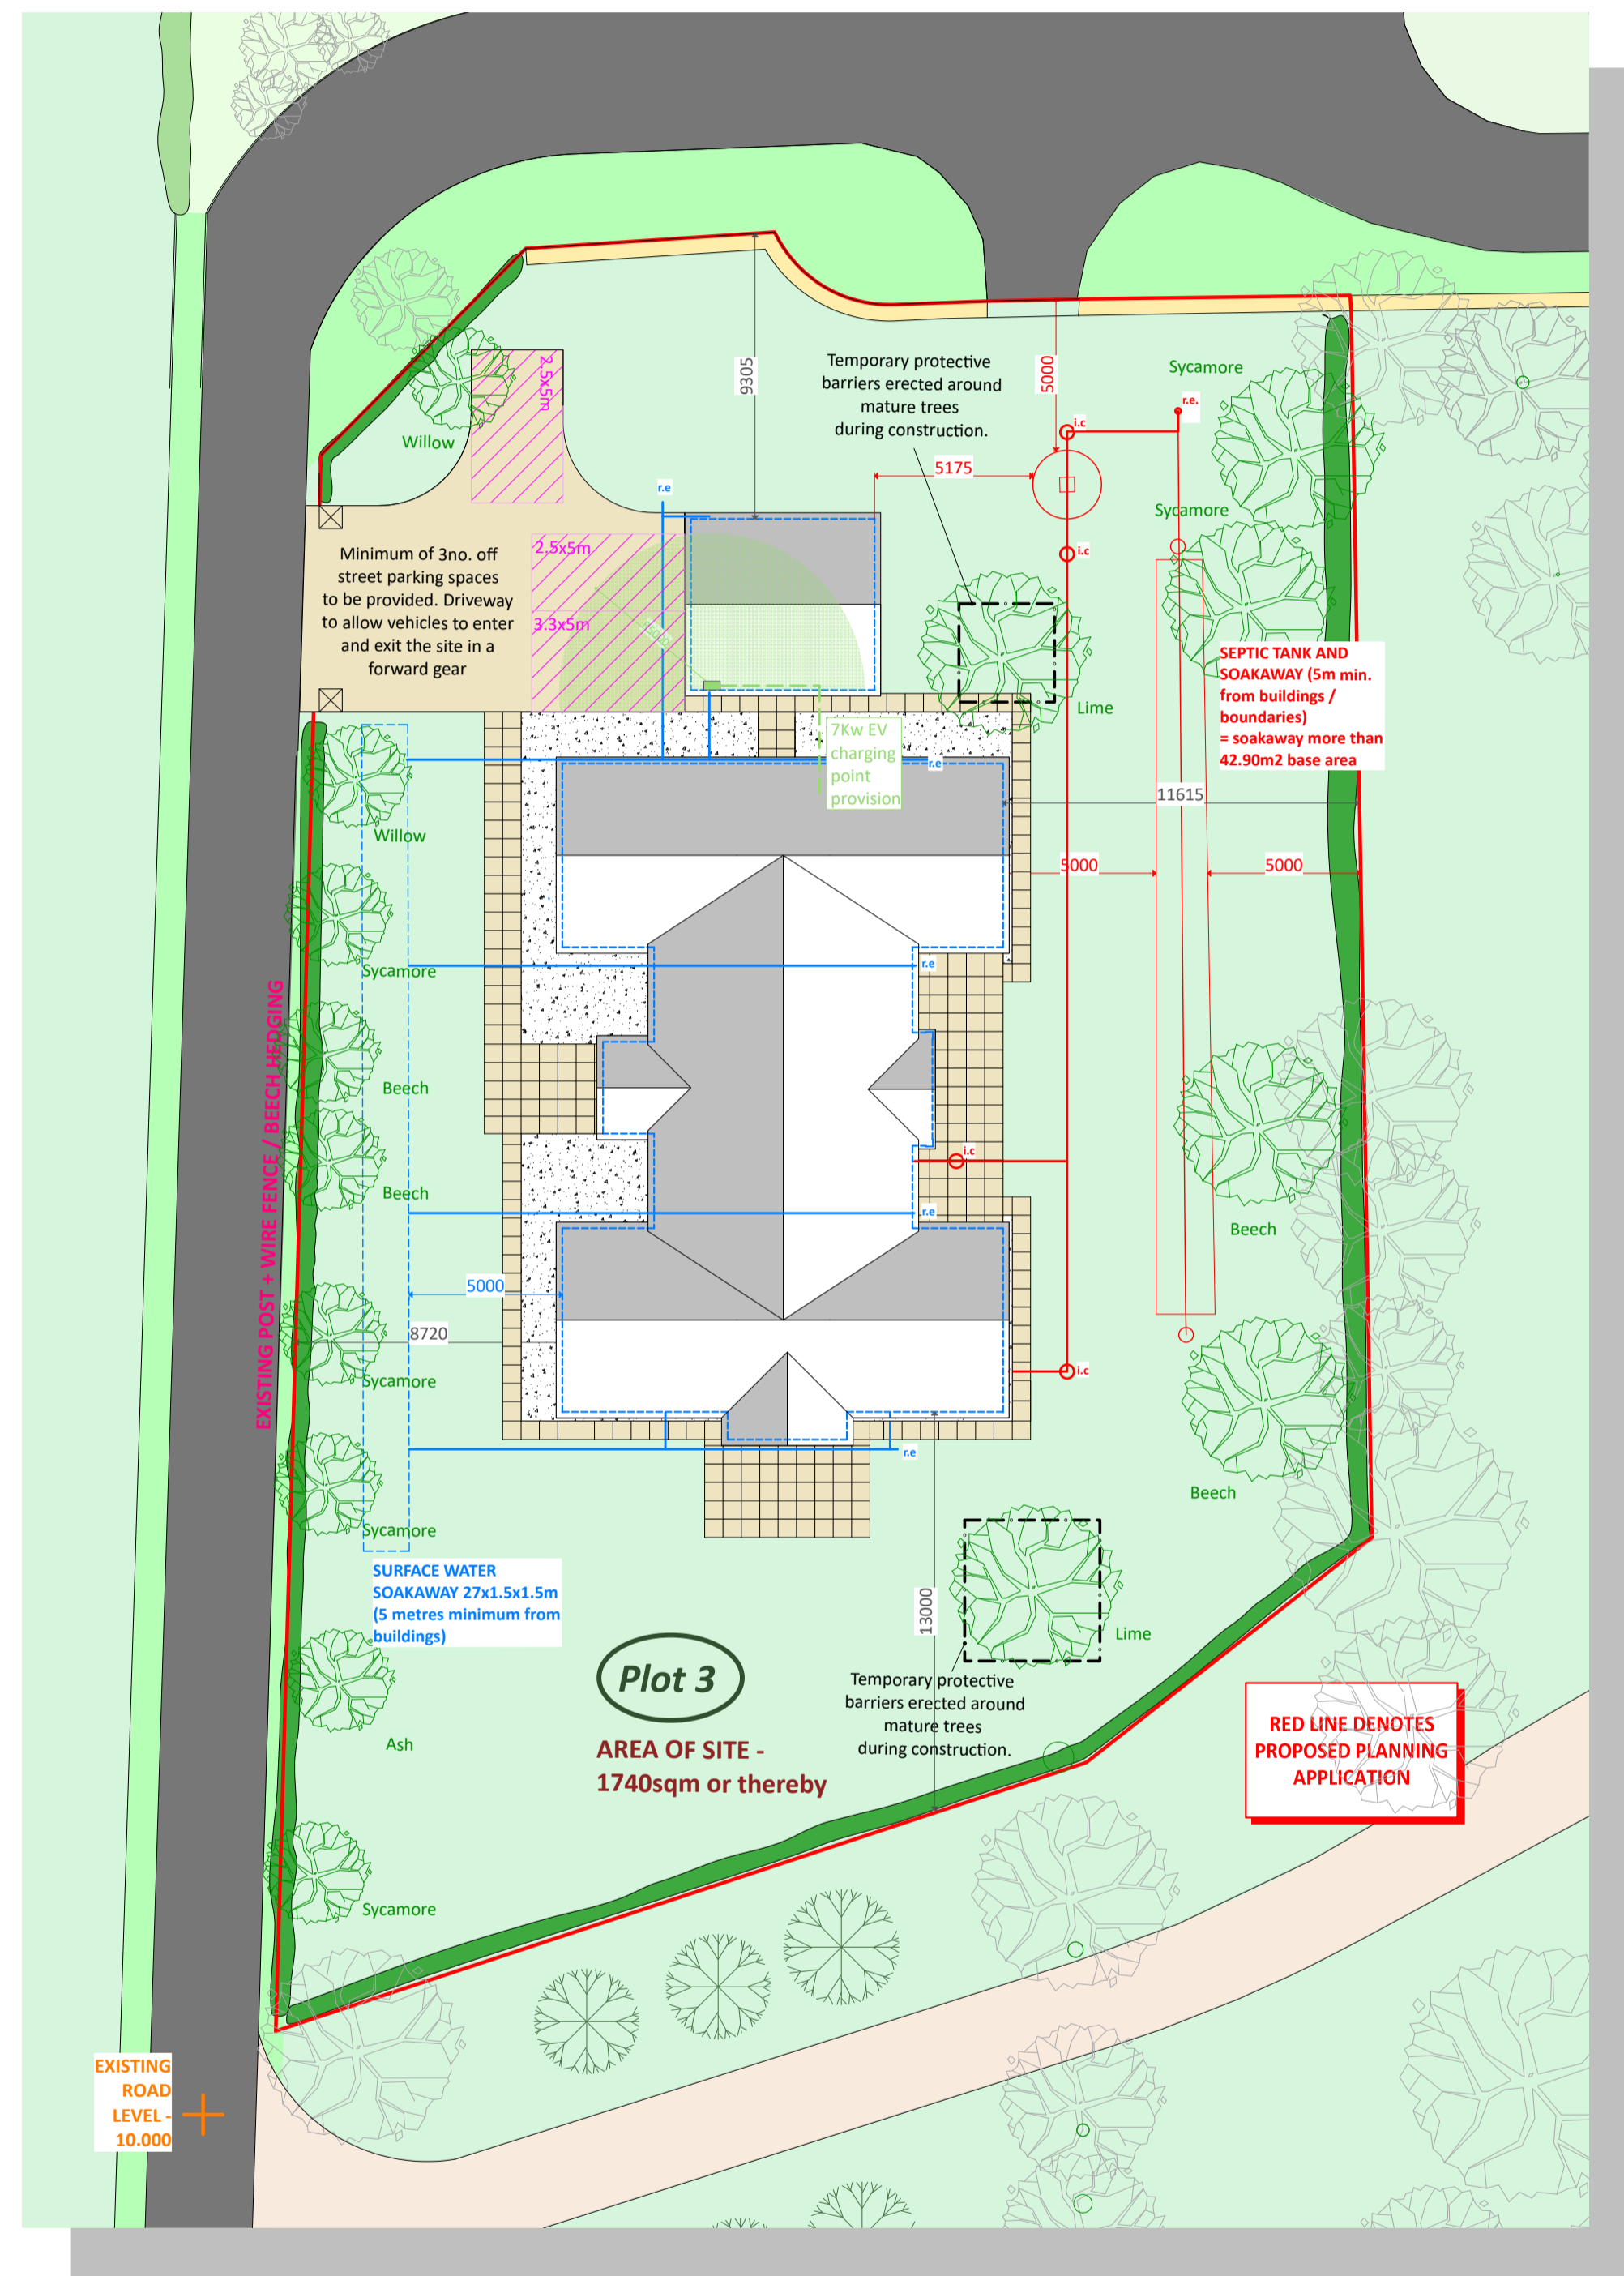 Sycamore
r.e.
2.5x5m
9305
Temporary protective
barriers erected around
mature trees
during construction.
5000
i.c
Willow
5175
r.e
Sycamore
Minimum of 3no. off
street parking spaces
to be provided. Driveway
to allow vehicles to enter
and exit the site in a
forward gear
2.5x5m
3.3x5m
i.c
SEPTIC TANK AND
SOAKAWAY (5m min.
from buildings /
boundaries)
= soakaway more than
42.90m2 base area
Lime
7Kw EV
charging
point
provision
r.e
11615
Willow
5000
5000
Sycamore
r.e
EXISTING POST + WIRE FENCE / BEECH HEDGING
Beech
i.c
Beech
r.e
Beech
5000
8720
Sycamore
i.c
r.e
Beech
Sycamore
SURFACE WATER
SOAKAWAY 27x1.5x1.5m
(5 metres minimum from
buildings)
13000
Lime
Plot 3
Temporary protective
barriers erected around
mature trees
during construction.
Ash
AREA OF SITE -
1740sqm or thereby
RED LINE DENOTES
PROPOSED PLANNING
APPLICATION
Sycamore
EXISTING
ROAD
LEVEL -
10.000